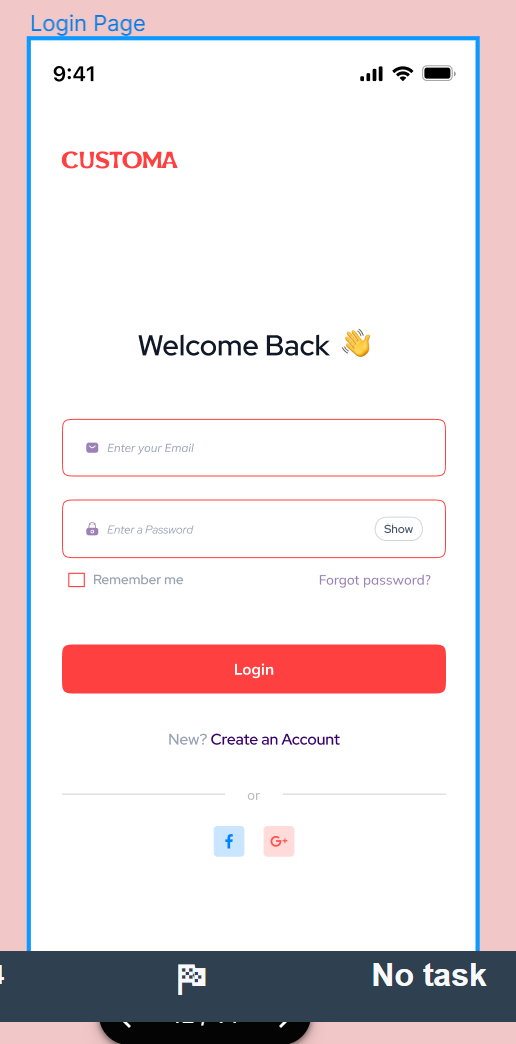 Login Page
9:41
CUSTOMA
Welcome Back 👋
Enter your Email
Enter a Password
Show
Remember me
Forgot password?
Login
New? Create an Account
or
f
G+
No task